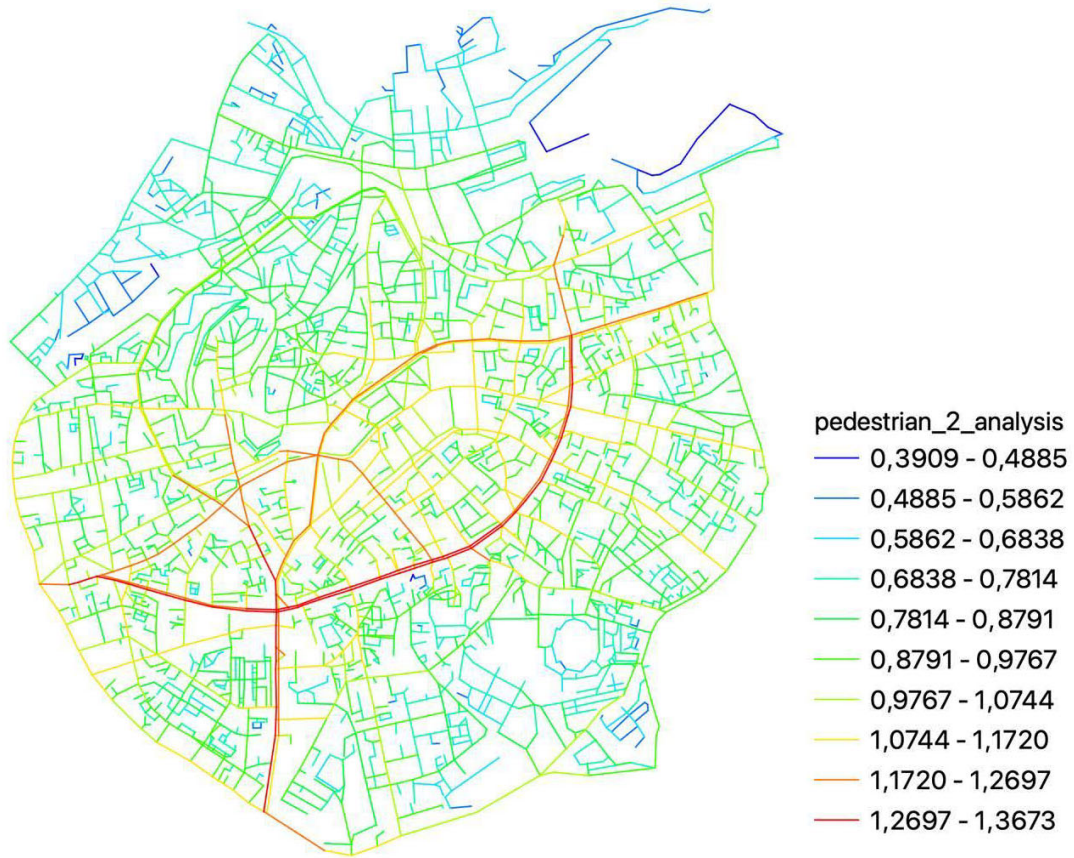 pedestrian_2_analysis
0,3909 - 0,4885
0,4885 - 0,5862
0,5862 - 0,6838
0,6838 - 0,7814
0,7814 - 0,8791
0,8791 - 0,9767
0,9767 - 1,0744
1,0744 - 1,1720
1,1720 - 1,2697
1,2697 - 1,3673